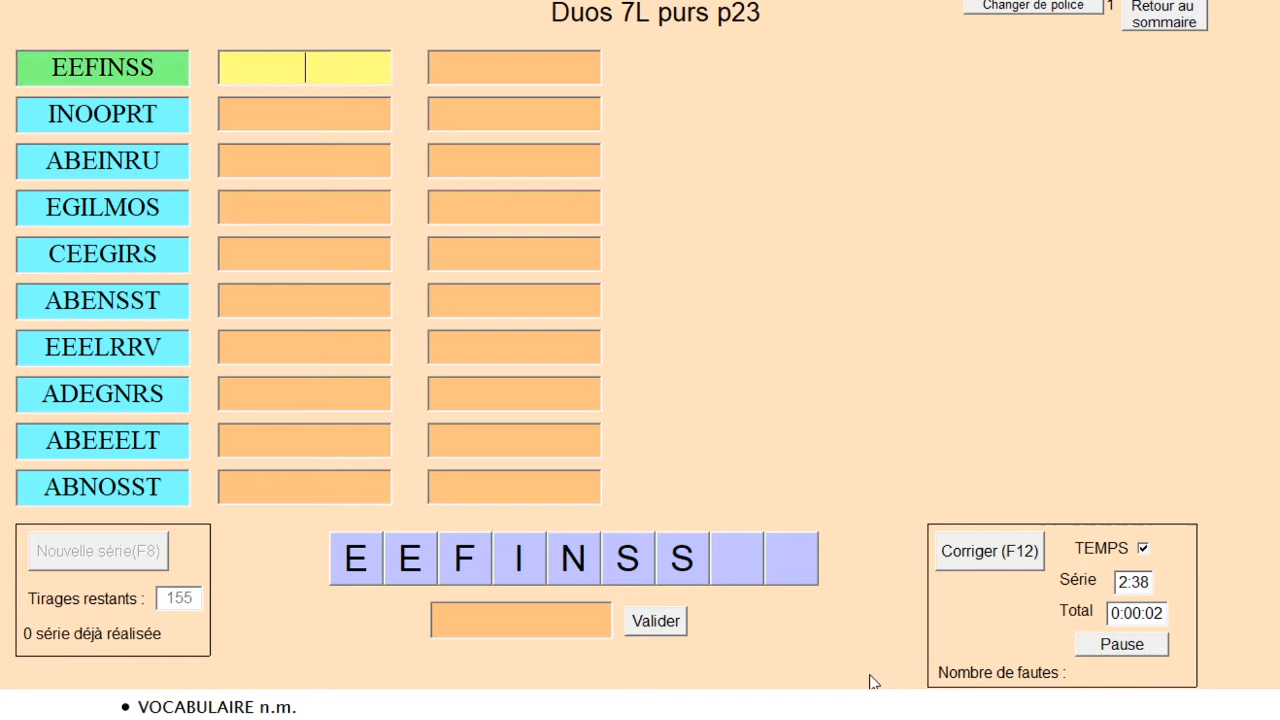 Duos 7L purs p23
Changer de police 1
Retour au
sommaire
EEFINSS
INOOPRT
ABEINRU
EGILMOS
CEEGIRS
ABENSST
EEELRRV
ADEGNRS
ABEEELT
ABNOSST
Nouvelle série(F8)
Tirages restants : 155
0 série déjà réalisée
E E F I N S S
Valider
Corriger (F12) TEMPS
Série 2:38
Total 0:00:02
Pause
Nombre de fautes :
• VOCABULAIRE n.m.